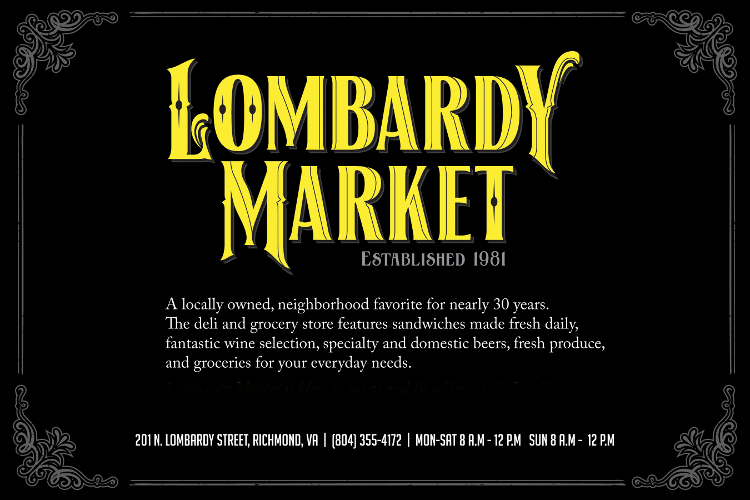 LOMBARDY
MARKET
ESTABLISHED 1981
A locally owned, neighborhood favorite for nearly 30 years.
The deli and grocery store features sandwiches made fresh daily,
fantastic wine selection, specialty and domestic beers, fresh produce,
and groceries for your everyday needs.
201 N. LOMBARDY STREET, RICHMOND, VA | (804) 355-4172 | MON-SAT 8 A.M - 12 P.M SUN 8 A.M - 12 P.M